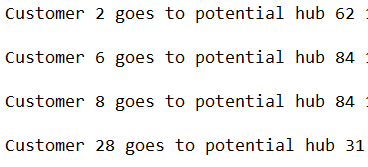 Customer 2 goes to potential hub 62
Customer 6 goes to potential hub 84
Customer 8 goes to potential hub 84
Customer 28 goes to potential hub 31